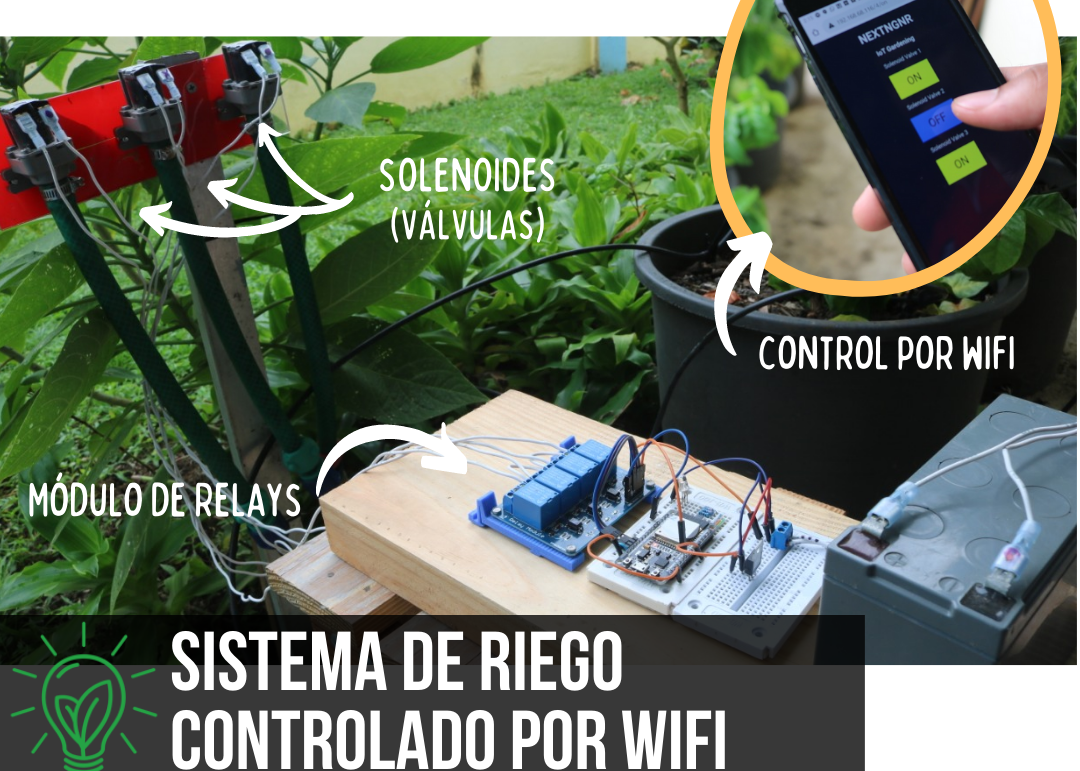 NEXTNGNR
IoT Gardening
Solenoid Valve 1
ON
Solenoid Valve 2
OFF
Solenoid Valve 3
ON
SOLENOIDES
(VÁLVULAS)
CONTROL POR WIFI
MÓDULO DE RELAYS
SISTEMA DE RIEGO
CONTROLADO POR WIFI